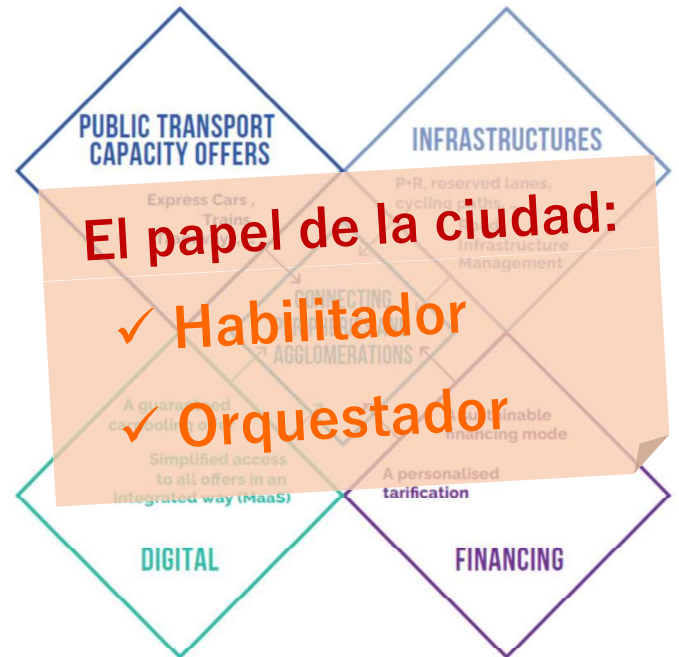 PUBLIC TRANSPORT
CAPACITY OFFERS
INFRASTRUCTURES
Express Cars ,
Trains
P+R, reserved lanes,
cycling paths,
Infrastructure
Management
El papel de la ciudad:
✓ Habilitador
✓ Orquestador
CONNECTING
AGGLOMERATIONS
A guaranteed
carpooling
Simplified access
to all offers in an
integrated way (MaaS)
financing mode
A personalised
tarification
DIGITAL
FINANCING